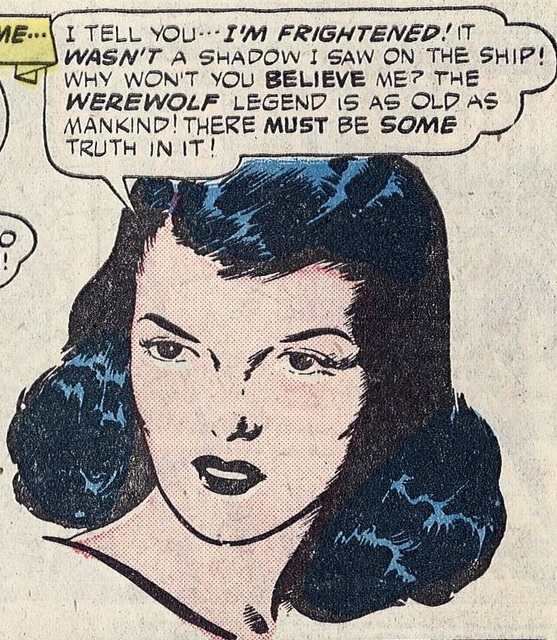 ME...
I TELL YOU... I'M FRIGHTENED! IT
WASN'T A SHADOW I SAW ON THE SHIP!
WHY WON'T YOU BELIEVE ME? THE
WEREWOLF LEGEND IS AS OLD AS
MANKIND! THERE MUST BE SOME
TRUTH IN IT!
O
!